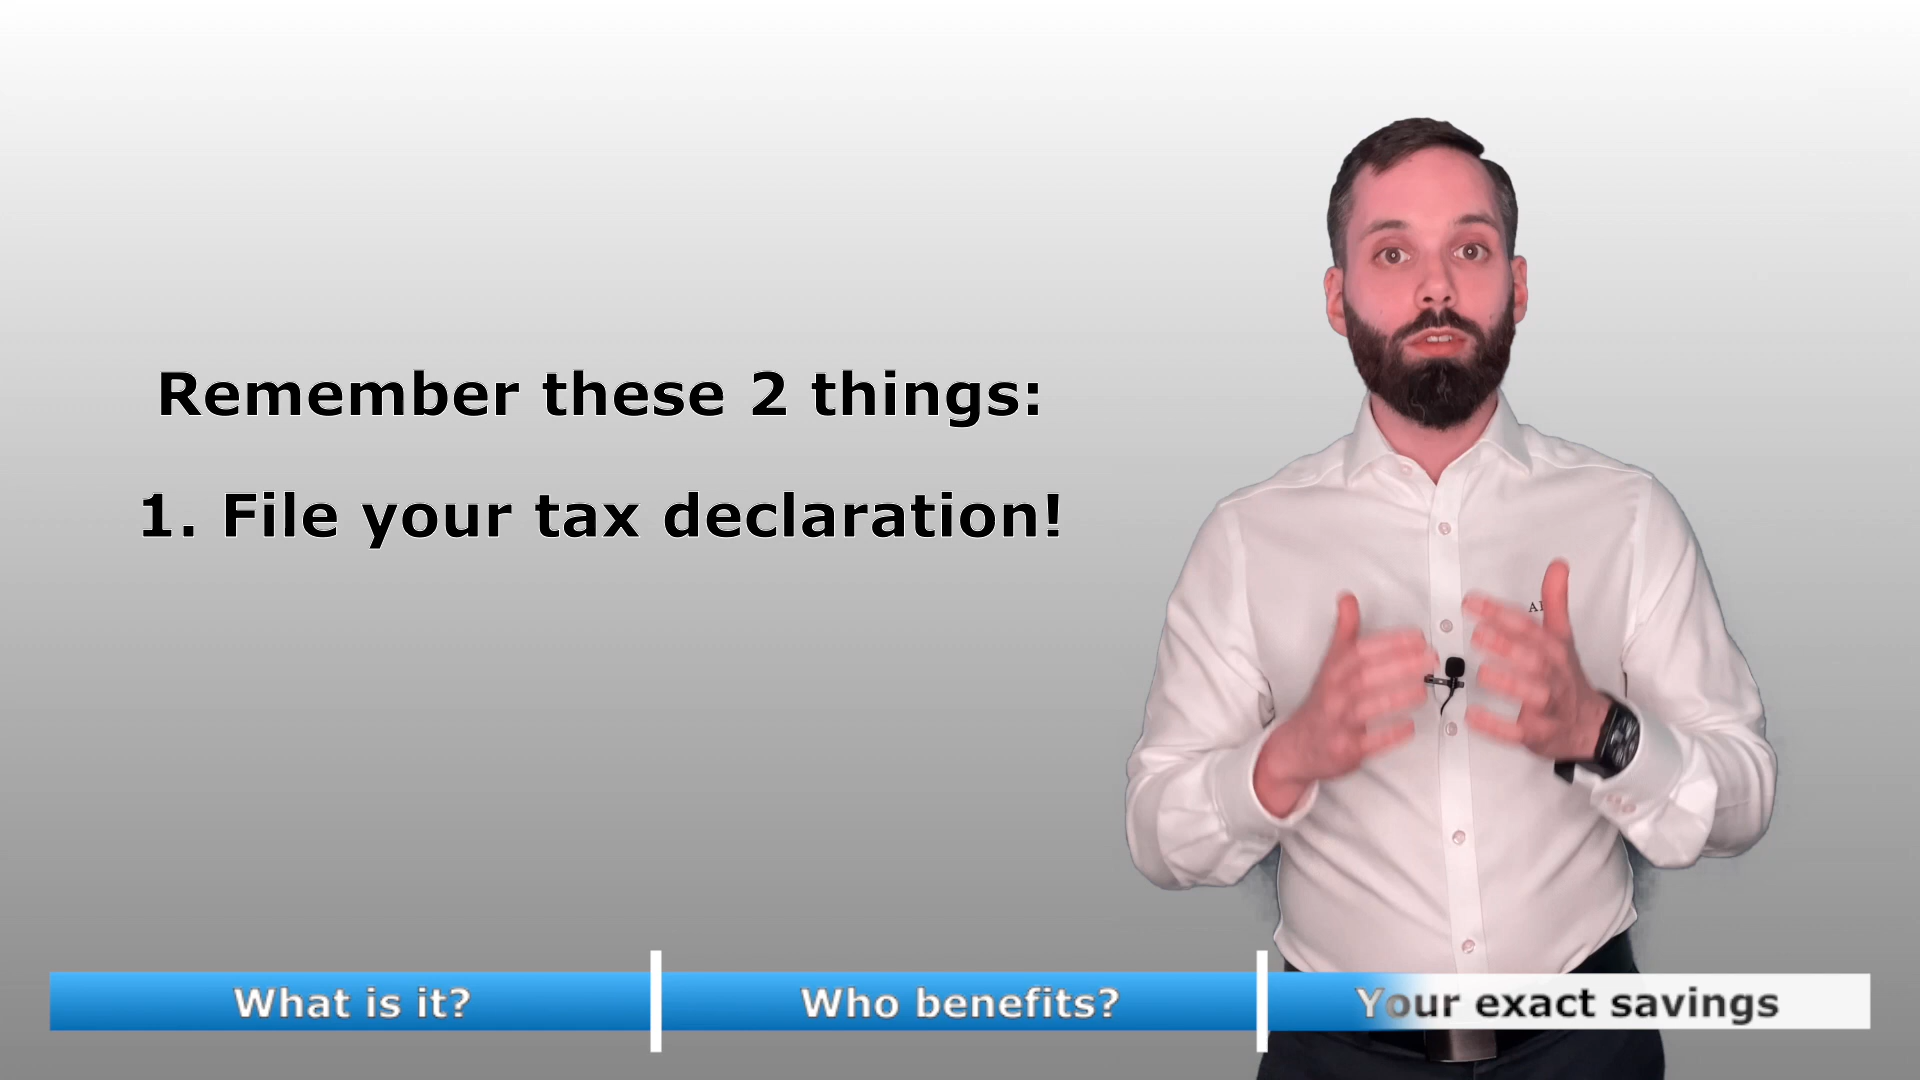 Remember these 2 things:
1. File your tax declaration!
What is it?
Who benefits?
Your exact savings